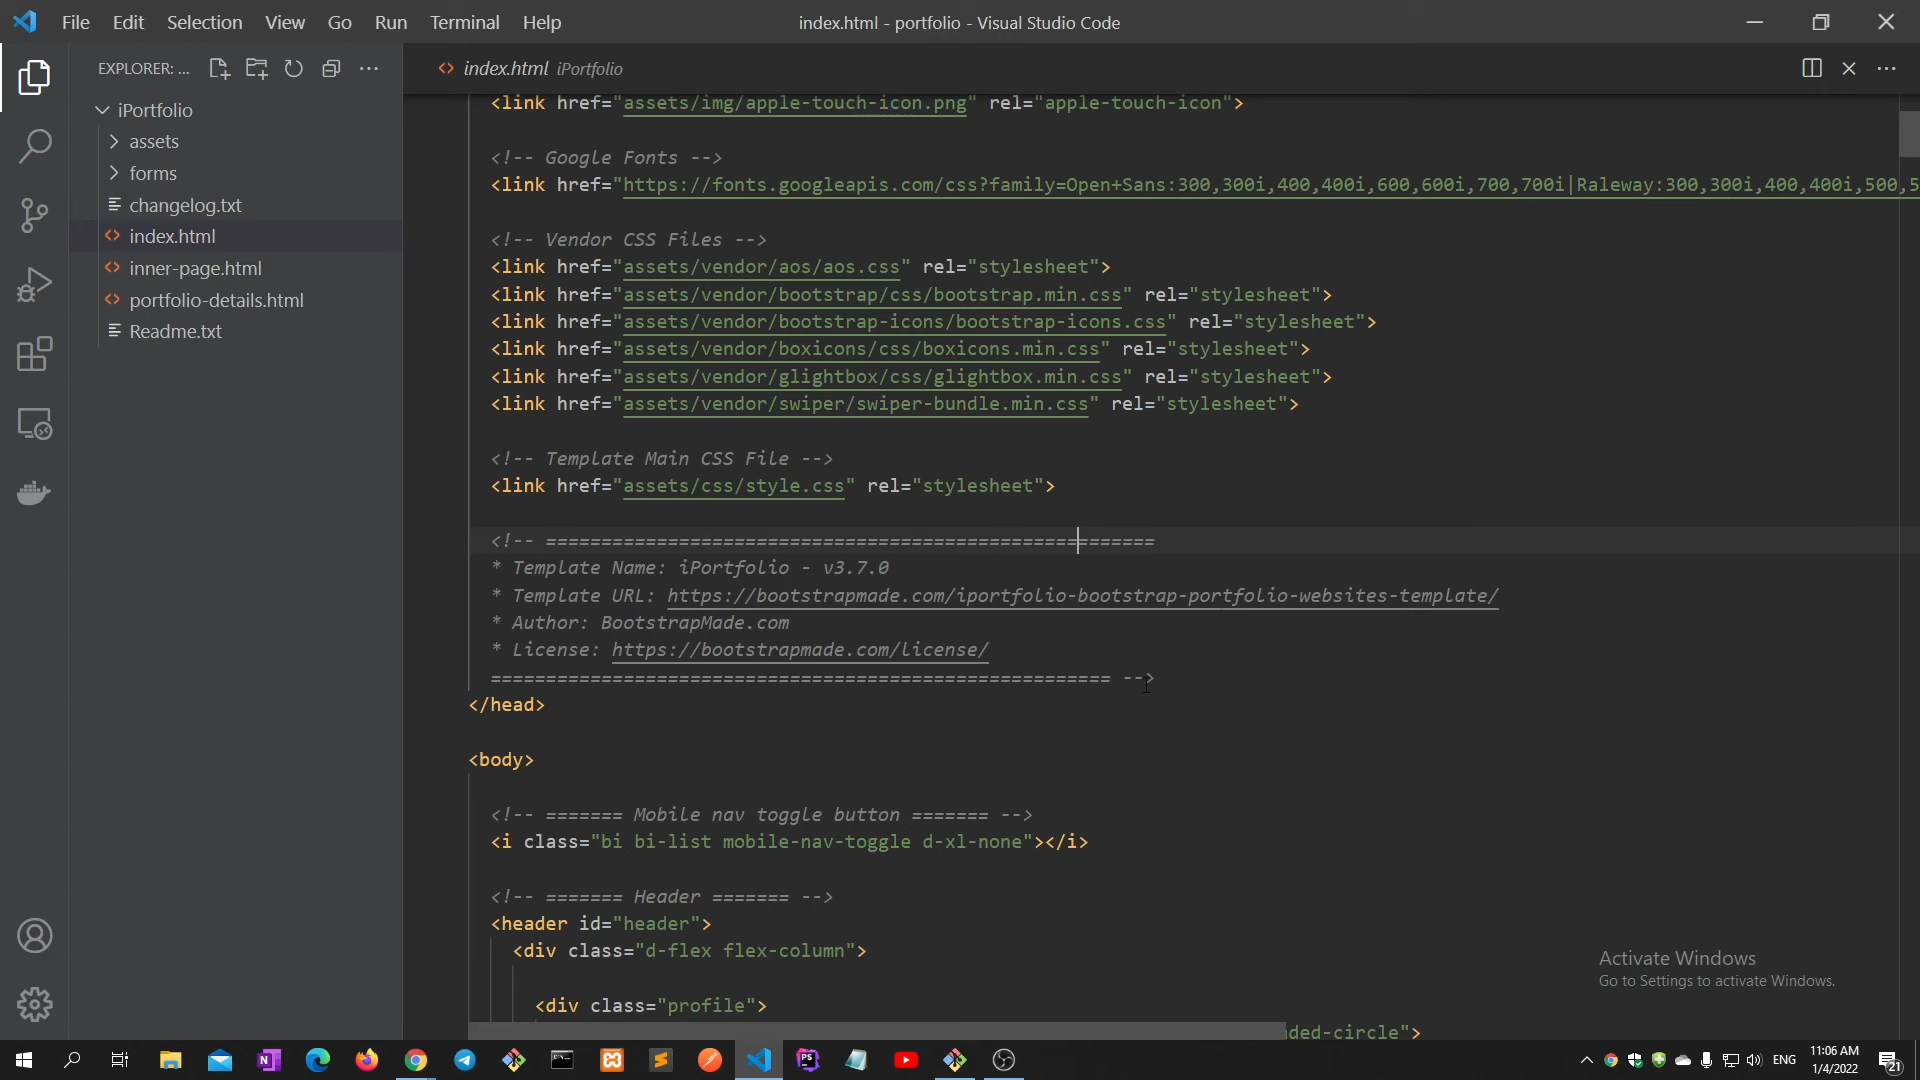 File Edit Selection View Go Run Terminal Help
index.html - portfolio - Visual Studio Code
EXPLORER: ...
iPortfolio
assets
forms
changelog.txt
index.html
inner-page.html
portfolio-details.html
Readme.txt
index.html iPortfolio
<link href="assets/img/apple-touch-icon.png" rel="apple-touch-icon">
<!-- Google Fonts -->
<link href="https://fonts.googleapis.com/css?family=Open+Sans:300,300i,400,400i,600,600i,700,700i|Raleway:300,300i,400,400i,500,5
<!-- Vendor CSS Files -->
<link href="assets/vendor/aos/aos.css" rel="stylesheet">
<link href="assets/vendor/bootstrap/css/bootstrap.min.css" rel="stylesheet">
<link href="assets/vendor/bootstrap-icons/bootstrap-icons.css" rel="stylesheet">
<link href="assets/vendor/boxicons/css/boxicons.min.css" rel="stylesheet">
<link href="assets/vendor/glightbox/css/glightbox.min.css" rel="stylesheet">
<link href="assets/vendor/swiper/swiper-bundle.min.css" rel="stylesheet">
<!-- Template Main CSS File -->
<link href="assets/css/style.css" rel="stylesheet">
<!-- =======================================================
* Template Name: iPortfolio - v3.7.0
* Template URL: https://bootstrapmade.com/iportfolio-bootstrap-portfolio-websites-template/
* Author: BootstrapMade.com
* License: https://bootstrapmade.com/license/
======================================================== -->
</head>
<body>
<!-- ======= Mobile nav toggle button ======= -->
<i class="bi bi-list mobile-nav-toggle d-xl-none"></i>
<!-- ======= Header ======= -->
<header id="header">
<div class="d-flex flex-column">
<div class="profile">
ded-circle">
Activate Windows
Go to Settings to activate Windows.
ENG
11:06 AM
1/4/2022
21